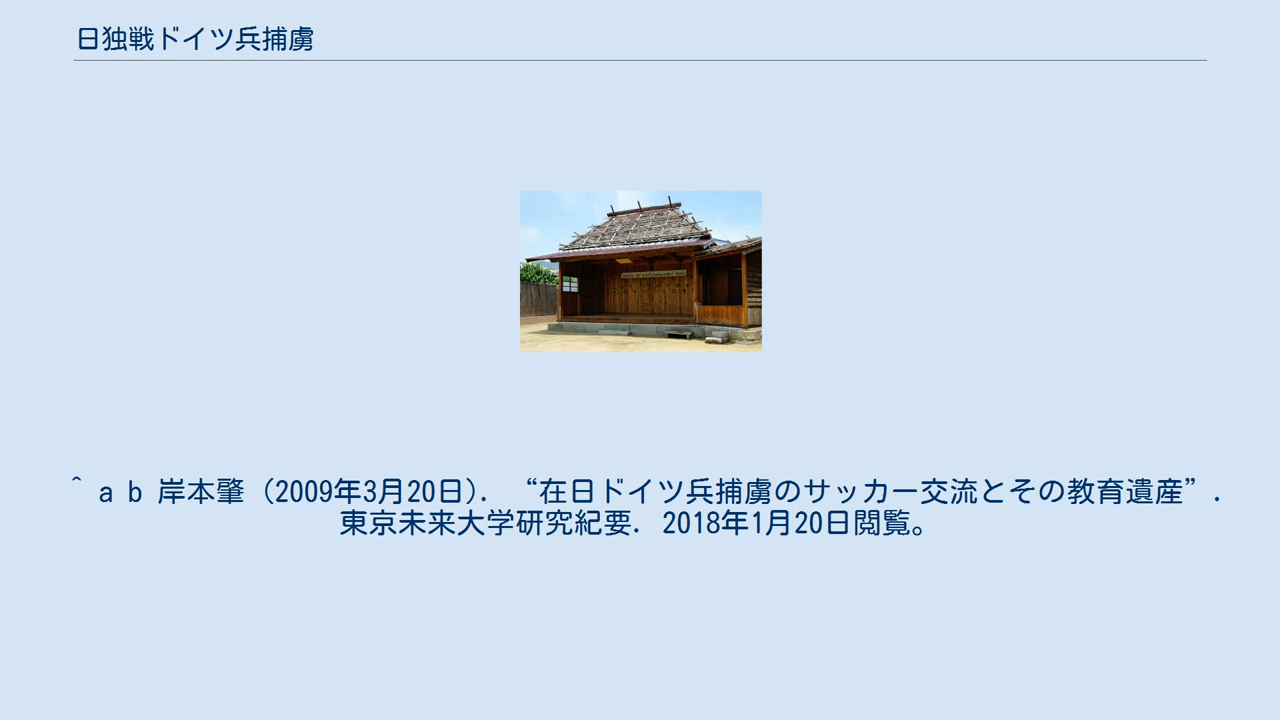 日独戦ドイツ兵捕虜
^ a b 岸本肇（2009年3月20日）. “在日ドイツ兵捕虜のサッカー交流とその教育遺産”.
東京未来大学研究紀要. 2018年1月20日閲覧。